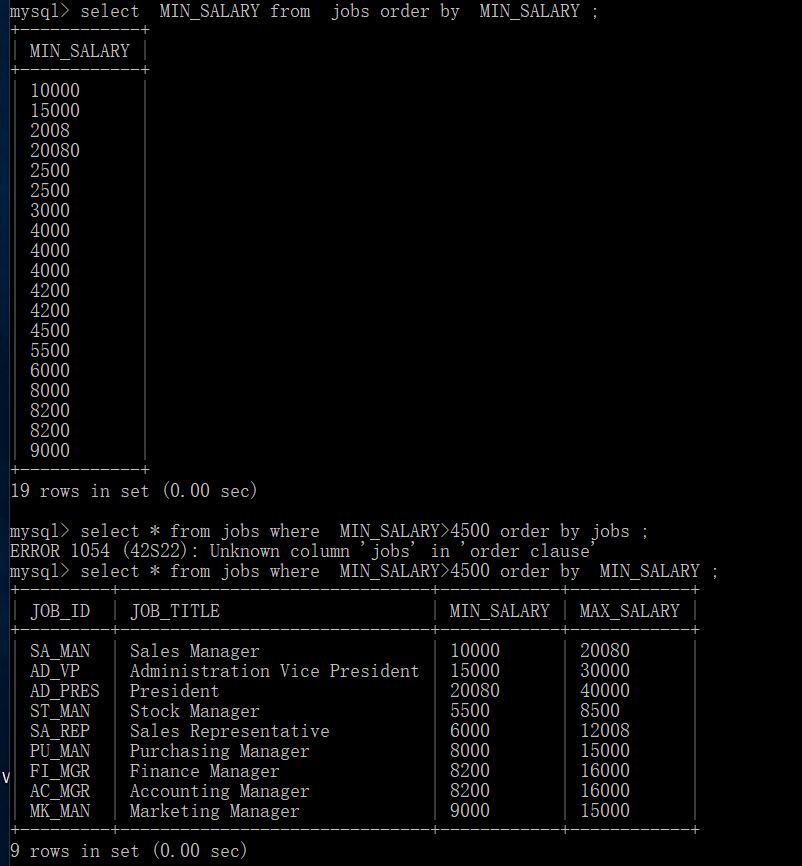 mysql> select  MIN_SALARY from  jobs order by  MIN_SALARY ;
+------------+
| MIN_SALARY |
+------------+
| 10000      |
| 15000      |
| 2008       |
| 20080      |
| 2500       |
| 2500       |
| 3000       |
| 4000       |
| 4000       |
| 4000       |
| 4200       |
| 4200       |
| 4500       |
| 5500       |
| 6000       |
| 8000       |
| 8200       |
| 8200       |
| 9000       |
+------------+
19 rows in set (0.00 sec)

mysql> select * from jobs where  MIN_SALARY>4500 order by jobs ;
ERROR 1054 (42S22): Unknown column 'jobs' in 'order clause'
mysql> select * from jobs where  MIN_SALARY>4500 order by  MIN_SALARY ;
+---------+-------------------------------+------------+------------+
| JOB_ID  | JOB_TITLE                     | MIN_SALARY | MAX_SALARY |
+---------+-------------------------------+------------+------------+
| SA_MAN  | Sales Manager                 | 10000      | 20080      |
| AD_VP   | Administration Vice President | 15000      | 30000      |
| AD_PRES | President                     | 20080      | 40000      |
| ST_MAN  | Stock Manager                 | 5500       | 8500       |
| SA_REP  | Sales Representative          | 6000       | 12008      |
| PU_MAN  | Purchasing Manager            | 8000       | 15000      |
| FI_MGR  | Finance Manager               | 8200       | 16000      |
| AC_MGR  | Accounting Manager            | 8200       | 16000      |
| MK_MAN  | Marketing Manager             | 9000       | 15000      |
+---------+-------------------------------+------------+------------+
9 rows in set (0.00 sec)